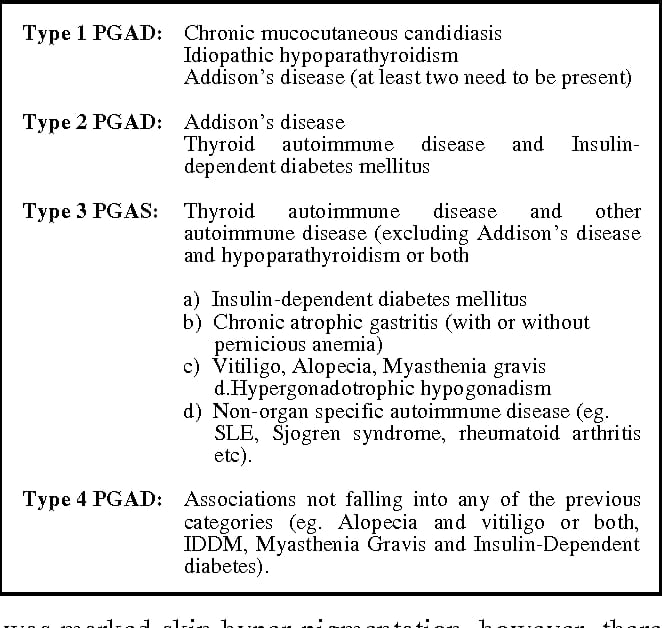 Type 1 PGAD: Chronic mucocutaneous candidiasis
Idiopathic hypoparathyroidism
Addison's disease (at least two need to be present)
Type 2 PGAD: Addison's disease
Thyroid autoimmune disease and Insulin-
dependent diabetes mellitus
Type 3 PGAS: Thyroid autoimmune disease and other
autoimmune disease (excluding Addison's disease
and hypoparathyroidism or both
a) Insulin-dependent diabetes mellitus
b) Chronic atrophic gastritis (with or without
pernicious anemia)
c) Vitiligo, Alopecia, Myasthenia gravis
d.Hypergonadotrophic hypogonadism
d) Non-organ specific autoimmune disease (eg.
SLE, Sjogren syndrome, rheumatoid arthritis
etc).
Type 4 PGAD: Associations not falling into any of the previous
categories (eg. Alopecia and vitiligo or both,
IDDM, Myasthenia Gravis and Insulin-Dependent
diabetes).
was marked skin hyper pigmentation, however, there